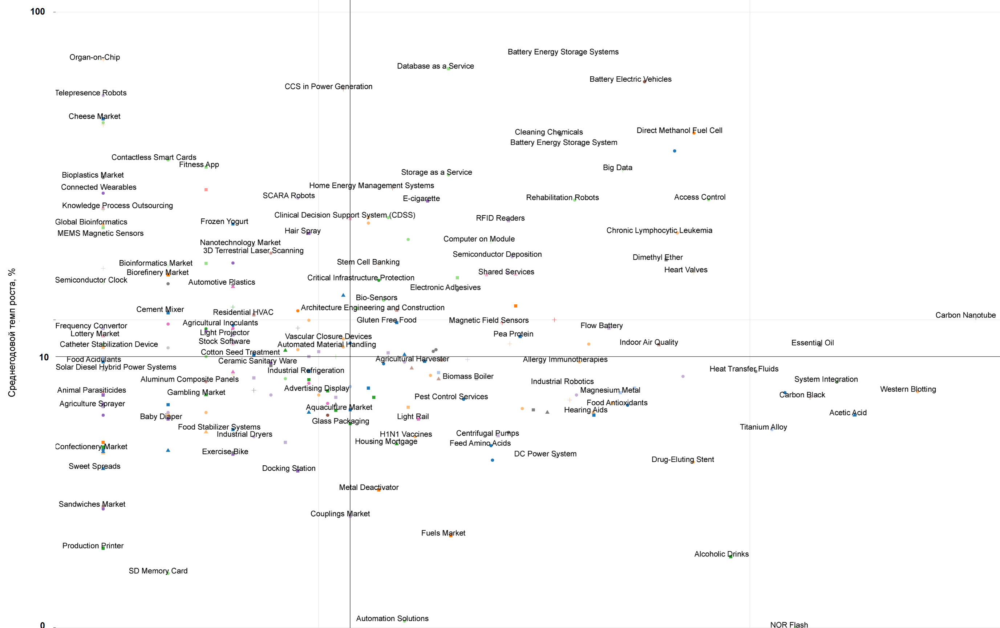 100
Battery Energy Storage Systems
Organ-on-Chip
Database as a Service
Battery Electric Vehicles
CCS in Power Generation
Telepresence Robots
Cheese Market
Direct Methanol Fuel Cell
Cleaning Chemicals
Battery Energy Storage System
Contactless Smart Cards
Fitness App
Big Data
Storage as a Service
Bioplastics Market
Home Energy Management Systems
Connected Wearables
SCARA Robots
Access Control
Rehabilitation Robots
E-cigarette
Knowledge Process Outsourcing
Clinical Decision Support System (CDSS)
RFID Readers
Frozen Yogurt
Global Bioinformatics
Chronic Lymphocytic Leukemia
Hair Spray
MEMS Magnetic Sensors
Computer on Module
Nanotechnology Market
3D Terrestrial Laser Scanning
Semiconductor Deposition
Dimethyl Ether
Stem Cell Banking
Bioinformatics Market
Heart Valves
Shared Services
Biorefinery Market
Critical Infrastructure Protection
Semiconductor Clock
Automotive Plastics
Electronic Adhesives
Bio-Sensors
Architecture Engineering and Construction
Cement Mixer
Residential HVAC
Carbon Nanotube
Gluten Free Food
Magnetic Field Sensors
Agricultural Inoculants
Flow Battery
Frequency Convertor
Light Projector
Lottery Market
Pea Protein
Vascular Closure Devices
Stock Software
Indoor Air Quality
Essential Oil
Catheter Stabilization Device
Automated Material Handling
Cotton Seed Treatment
10
Agricultural Harvester
Food Acidulants
Allergy Immunotherapies
Ceramic Sanitary Ware
Solar Diesel Hybrid Power Systems
Heat Transfer Fluids
Industrial Refrigeration
Biomass Boiler
Aluminum Composite Panels
System Integration
Industrial Robotics
Advertising Display
Western Blotting
Animal Parasiticides
Magnesium Metal
Gambling Market
Carbon Black
Pest Control Services
Food Antioxidants
Agriculture Sprayer
Aquaculture Market
Hearing Aids
Acetic Acid
Baby Diaper
Light Rail
Glass Packaging
Food Stabilizer Systems
Titanium Alloy
Centrifugal Pumps
Industrial Dryers
H1N1 Vaccines
Housing Mortgage
Feed Amino Acids
Confectionery Market
Exercise Bike
DC Power System
Drug-Eluting Stent
Sweet Spreads
Docking Station
Metal Deactivator
Sandwiches Market
Couplings Market
Fuels Market
Production Printer
Alcoholic Drinks
SD Memory Card
Automation Solutions
NOR Flash
0
Среднегодовой темп роста, %